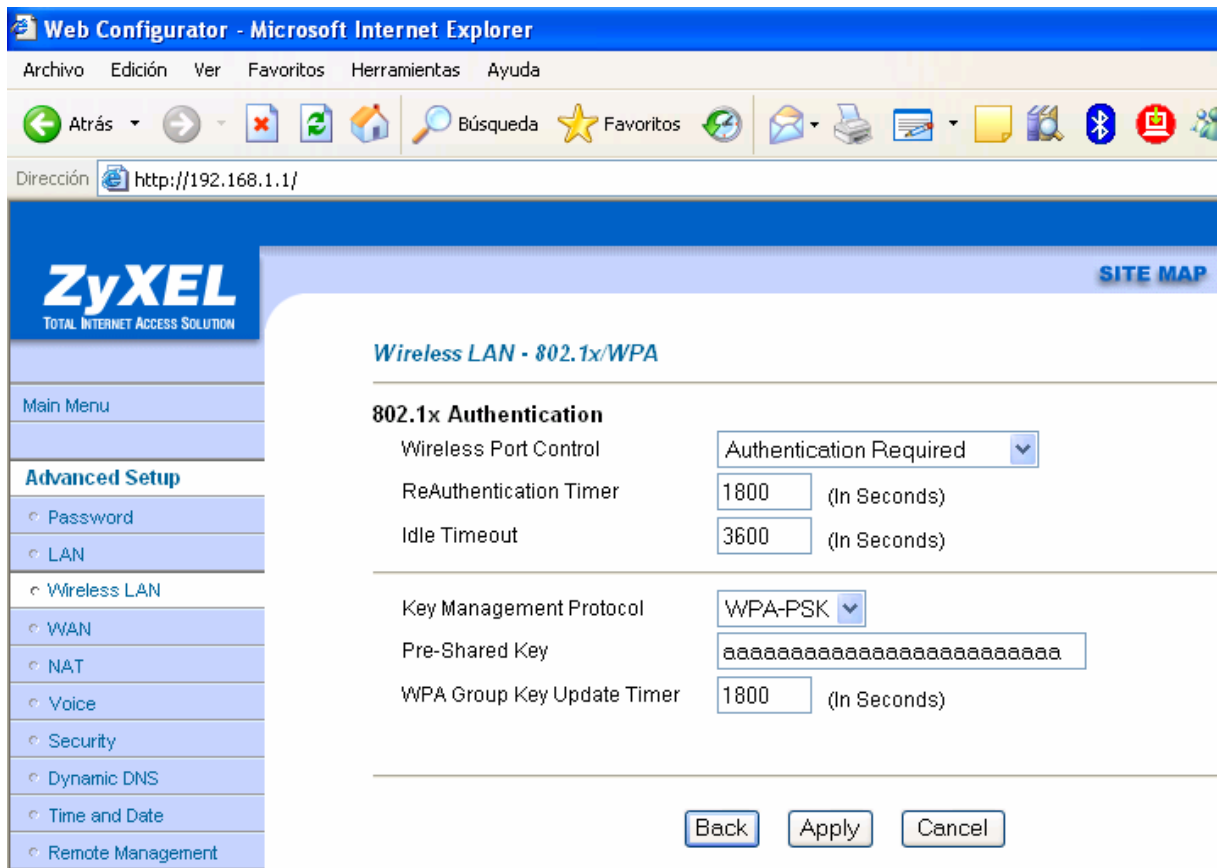 Web Configurator - Microsoft Internet Explorer
Archivo Edición Ver Favoritos Herramientas Ayuda
Atrás Búsqueda Favoritos
Dirección http://192.168.1.1/
ZyXEL
TOTAL INTERNET ACCESS SOLUTION
SITE MAP
Wireless LAN - 802.1x/WPA
Main Menu
Advanced Setup
Password
LAN
Wireless LAN
WAN
NAT
Voice
Security
Dynamic DNS
Time and Date
Remote Management
802.1x Authentication
Wireless Port Control Authentication Required
ReAuthentication Timer 1800 (In Seconds)
Idle Timeout 3600 (In Seconds)
Key Management Protocol WPA-PSK
Pre-Shared Key aaaaaaaaaaaaaaaaaaaaaaaaa
WPA Group Key Update Timer 1800 (In Seconds)
Back Apply Cancel